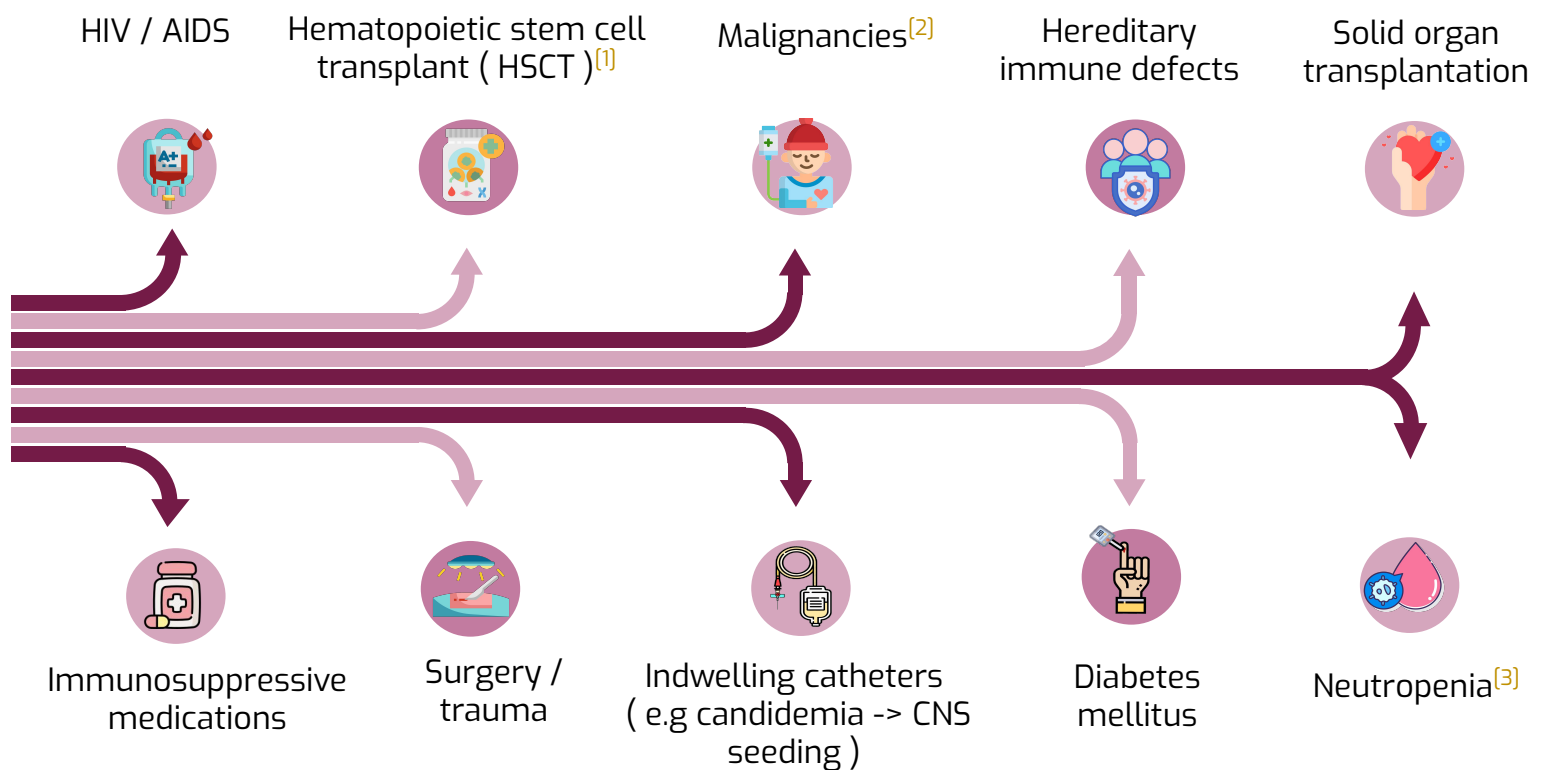 HIV / AIDS
Hematopoietic stem cell
transplant ( HSCT )[1]
Malignancies[2]
Hereditary
immune defects
Solid organ
transplantation
A+
Immunosuppressive
medications
Surgery /
trauma
Indwelling catheters
( e.g candidemia -> CNS
seeding )
Diabetes
mellitus
Neutropenia[3]